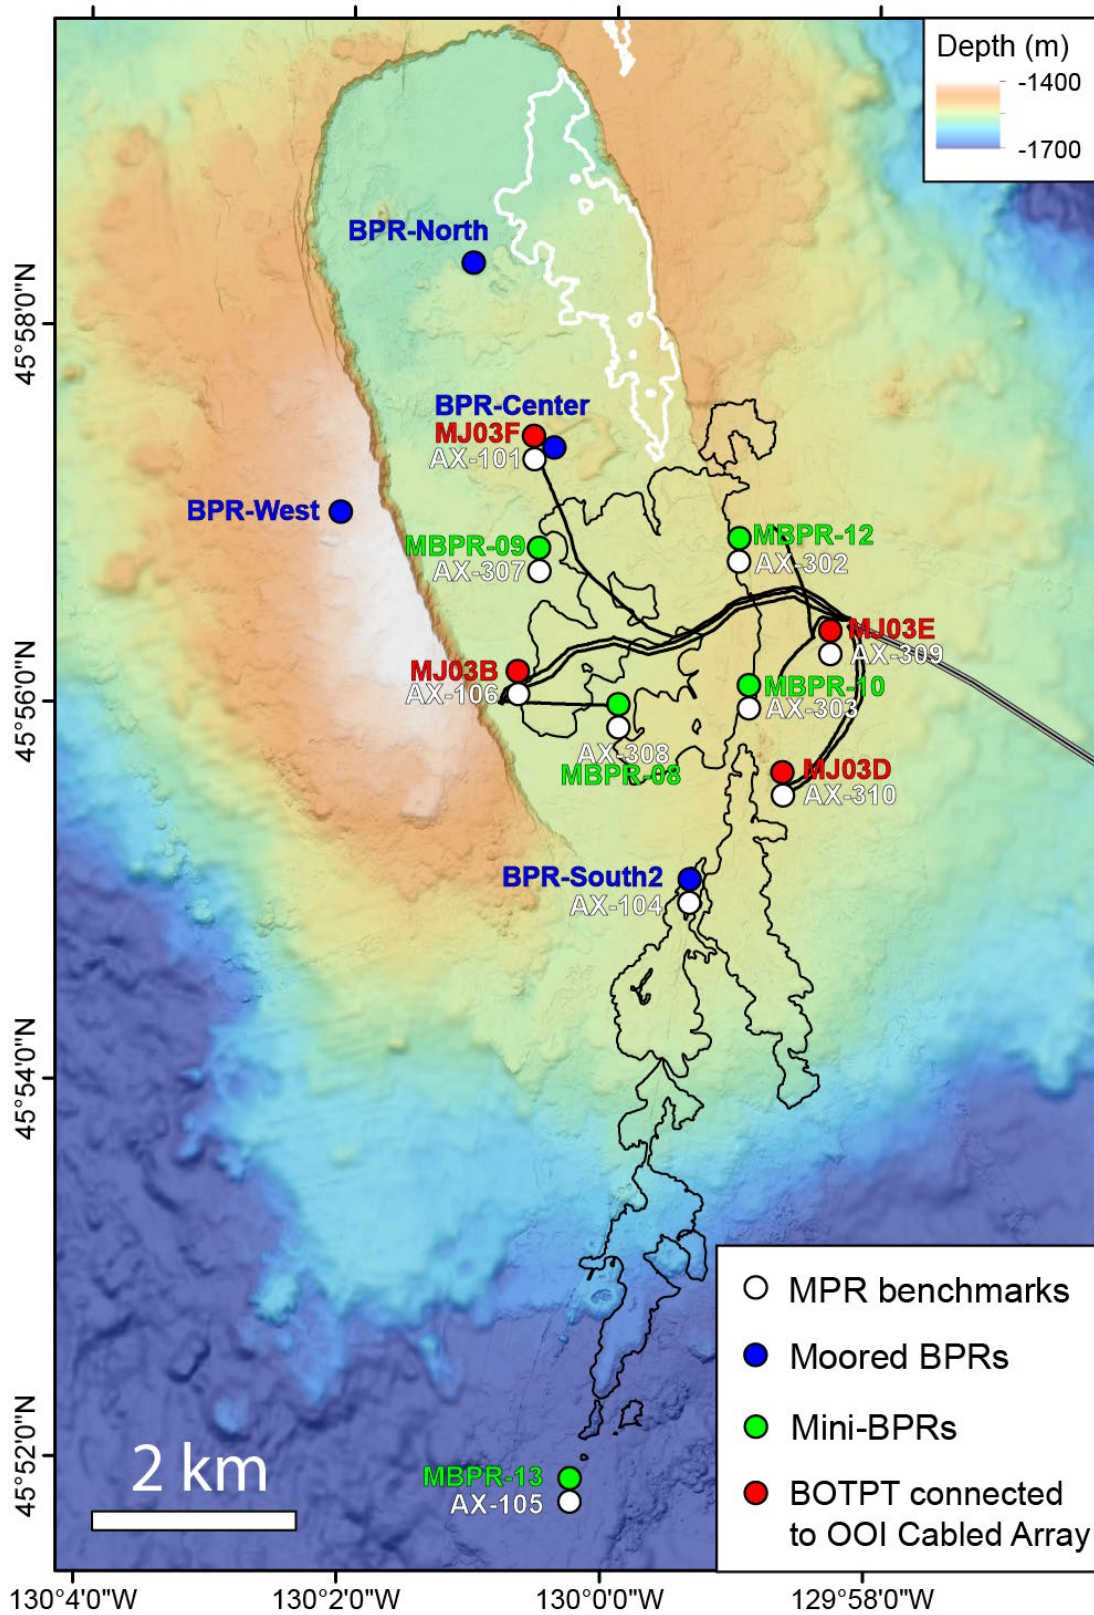 Depth (m)
-1400
-1700
BPR-North
45°58'0"N
BPR-Center
MJ03F
AX-101
BPR-West
MBPR-09
AX-307
MBPR-12
AX-302
MJ03E
AX-309
MJ03B
AX-106
MBPR-10
AX-303
45°56'0"N
AX-308
MBPR-08
MJ03D
AX-310
BPR-South2
AX-104
45°54'0"N
MPR benchmarks
Moored BPRs
Mini-BPRs
BOTPT connected
to OOI Cabled Array
45°52'0"N
2 km
MBPR-13
AX-105
130°4'0"W
130°2'0"W
130°0'0"W
129°58'0"W